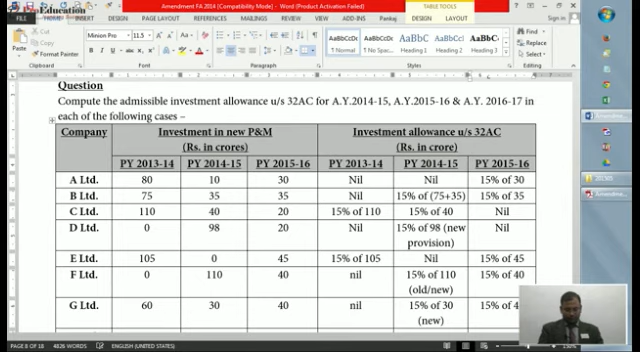 Education
Amendment FA 2014 [Compatibility Mode] - Word (Product Activation Failed)
TABLE TOOLS
FILE HOME INSERT DESIGN PAGE LAYOUT REFERENCES MAILINGS REVIEW VIEW ADD-INS Pankaj DESIGN LAYOUT Sign in
Cut
Copy
Format Painter
Paste
Minion Pro 11.5
AaBbCcDc AaBbCcDc AaBbC AaBbCc AaBbC
¶ Normal ¶ No Spac... Heading 1 Heading 2 Heading 3
Find
Replace
Select
Clipboard Font Paragraph Styles Editing
Question
Compute the admissible investment allowance u/s 32AC for A.Y.2014-15, A.Y.2015-16 & A.Y. 2016-17 in
each of the following cases –
Company Investment in new P&M Investment allowance u/s 32AC
(Rs. in crores) (Rs. in crore)
PY 2013-14 PY 2014-15 PY 2015-16 PY 2013-14 PY 2014-15 PY 2015-16
A Ltd. 80 10 30 Nil Nil 15% of 30
B Ltd. 75 35 35 Nil 15% of (75+35) 15% of 35
C Ltd. 110 40 20 15% of 110 15% of 40 Nil
D Ltd. 0 98 20 Nil 15% of 98 (new Nil
provision)
E Ltd. 105 0 45 15% of 105 Nil 15% of 45
F Ltd. 0 110 40 nil 15% of 110 15% of 40
(old/new)
G Ltd. 60 30 40 nil 15% of 30 15% of 4
(new)
PAGE 8 OF 18 4826 WORDS ENGLISH (UNITED STATES)